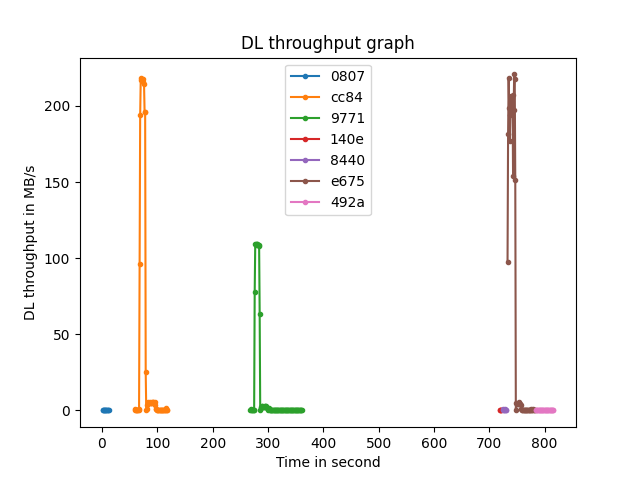 DL throughput graph
DL throughput in MB/s
200
150
100
50
0
0807
cc84
9771
140e
8440
e675
492a
0 100 200 300 400 500 600 700 800
Time in second